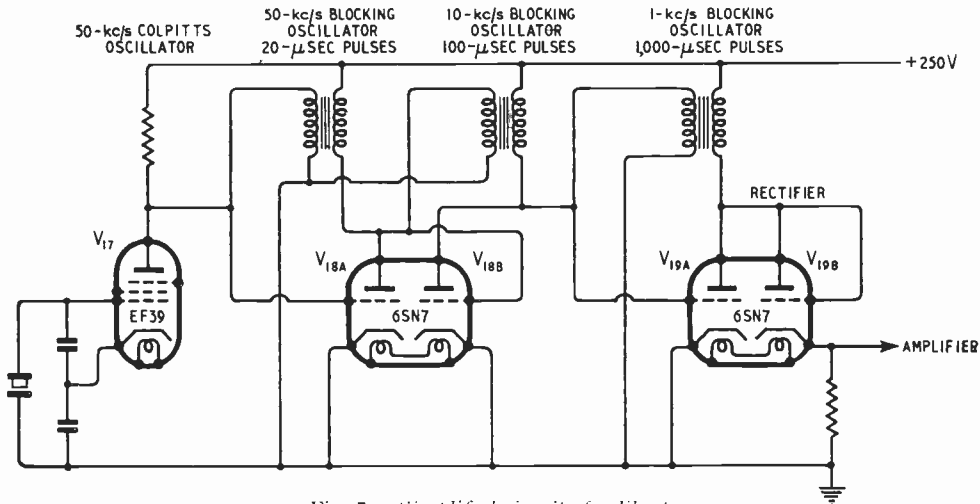 50-kc/s COLPITTS
OSCILLATOR
50-kc/s BLOCKING
OSCILLATOR
20-μSEC PULSES
10-kc/s BLOCKING
OSCILLATOR
100-μSEC PULSES
1-kc/s BLOCKING
OSCILLATOR
1,000-μSEC PULSES
+250V
RECTIFIER
V17
V18A
V18B
V19A
V19B
EF39
6SN7
6SN7
AMPLIFIER